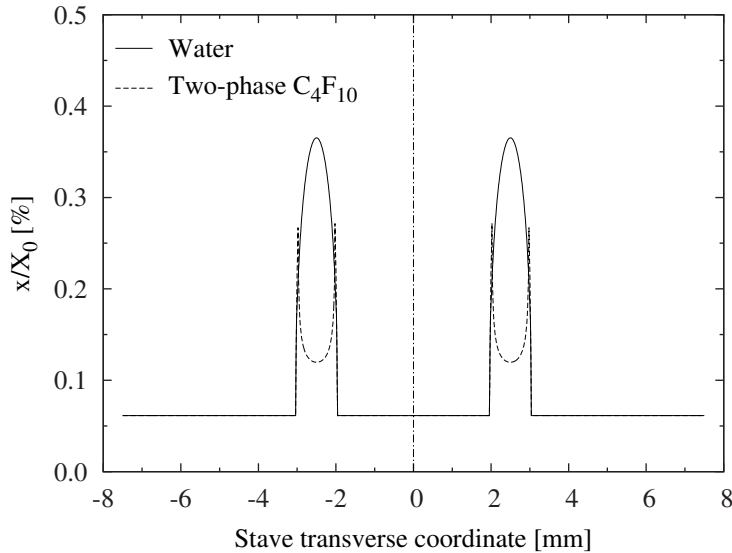 0.5
0.4
0.3
0.2
0.1
0.0
x/X₀ [%]
Water
Two-phase C₄F₁₀
-8 -6 -4 -2 0 2 4 6 8
Stave transverse coordinate [mm]